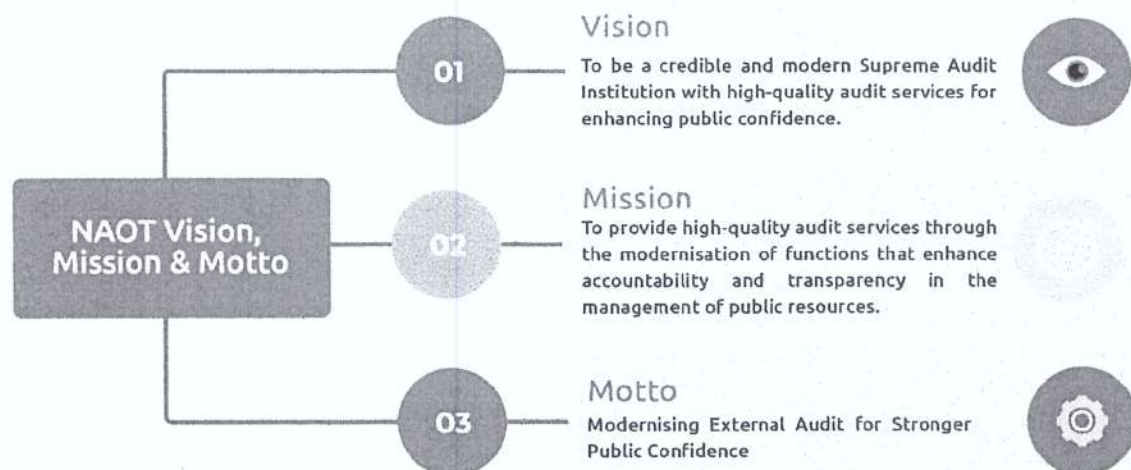 NAOT Vision,
Mission & Motto
01
Vision
To be a credible and modern Supreme Audit
Institution with high-quality audit services for
enhancing public confidence.
02
Mission
To provide high-quality audit services through
the modernisation of functions that enhance
accountability and transparency in the
management of public resources.
03
Motto
Modernising External Audit for Stronger
Public Confidence